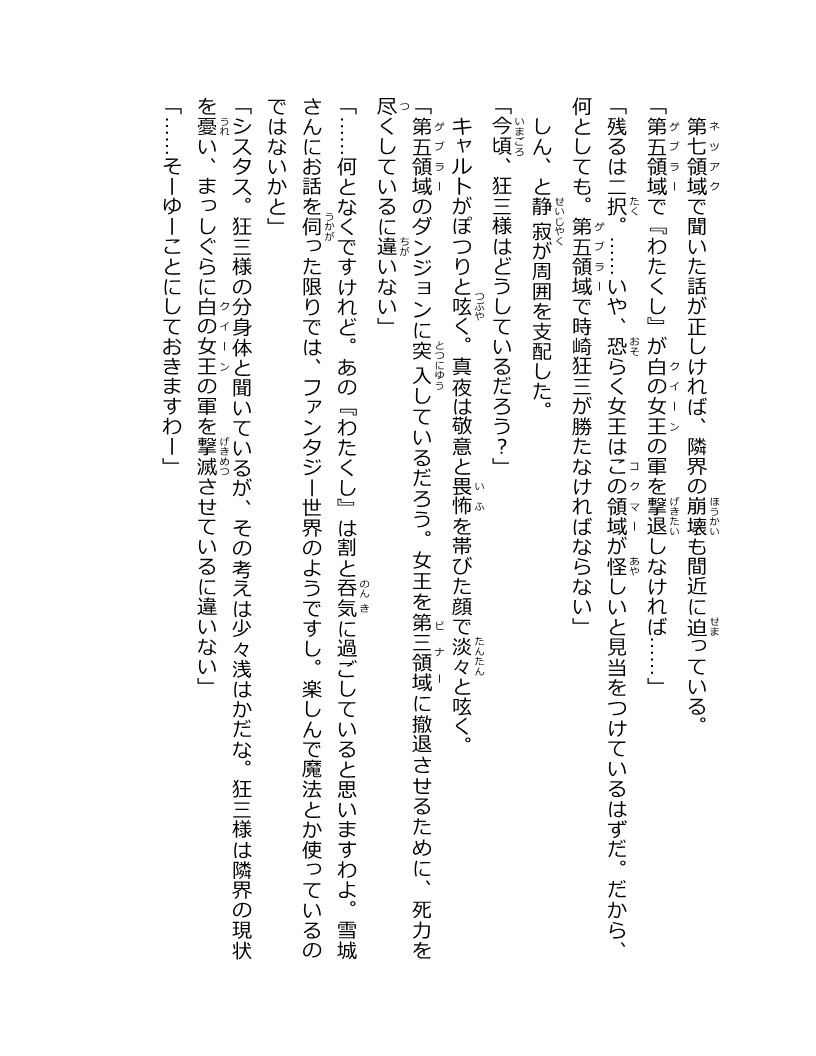 第七領域で聞いた話が正しければ、隣界の崩壊も間近に迫っている。
「第五領域で『わたくし』が白の女王の軍を撃退しなければ……」
「残るは二択。……いや、恐らく女王はこの領域が怪しいと見当をつけているはずだ。だから、
何としても。第五領域で時崎狂三が勝たなければならない」
しん、と静寂が周囲を支配した。
「今頃、狂三様はどうしているだろう？」
キャルトがぽつりと呟く。真夜は敬意と畏怖を帯びた顔で淡々と呟く。
「第五領域のダンジョンに突入しているだろう。女王を第三領域に撤退させるために、死力を
尽くしているに違いない」
「……何となくですけれど。あの『わたくし』は割と呑気に過ごしていると思いますわよ。雪城
さんにお話を伺った限りでは、ファンタジー世界のようですし。楽しんで魔法とか使っているの
ではないかと」
「シスタス。狂三様の分身体と聞いているが、その考えは少々浅はかだな。狂三様は隣界の現状
を憂い、まっしぐらに白の女王の軍を撃滅させているに違いない」
「……そーゆーことにしておきますわー」